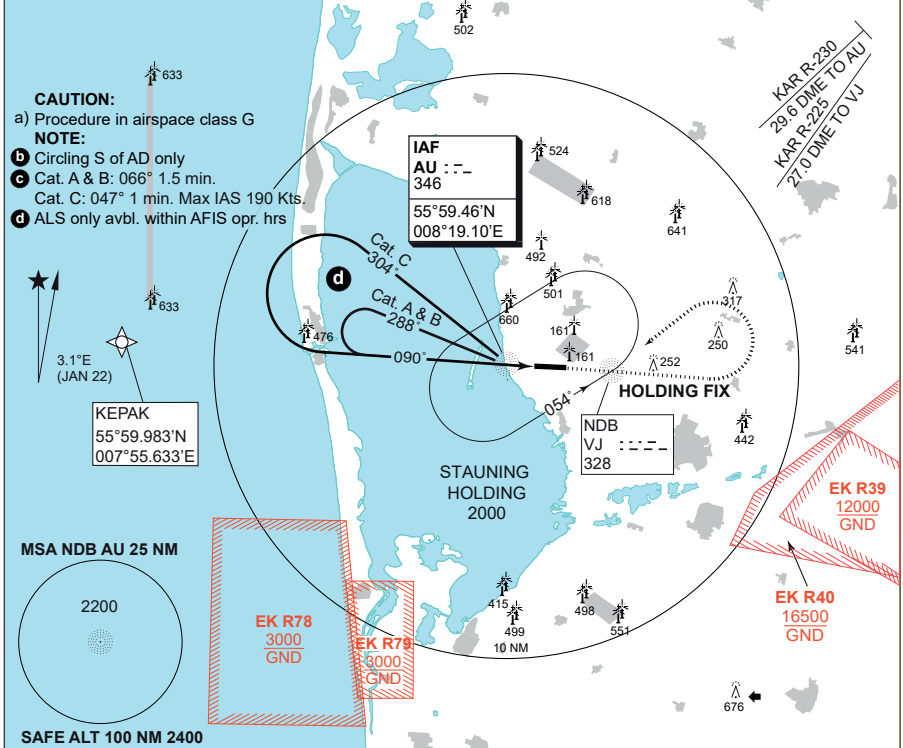 502
633
CAUTION:
a) Procedure in airspace class G
NOTE:
b Circling S of AD only
c Cat. A & B: 066° 1.5 min.
Cat. C: 047° 1 min. Max IAS 190 Kts.
d ALS only avbl. within AFIS opr. hrs
KAR R-230
29.6 DME TO AU
KAR R-225
27.0 DME TO VJ
IAF
AU
346
55°59.46'N
008°19.10'E
524
618
641
492
501
660
161
161
317
250
252
541
442
Cat. C
304°
d
Cat. A & B
288°
476
090°
633
3.1°E
(JAN 22)
KEPAK
55°59.983'N
007°55.633'E
054°
HOLDING FIX
NDB
VJ
328
STAUNING
HOLDING
2000
EK R39
12000
GND
EK R40
16500
GND
MSA NDB AU 25 NM
2200
SAFE ALT 100 NM 2400
EK R78
3000
GND
EK R79
3000
GND
415
499
10 NM
498
551
676